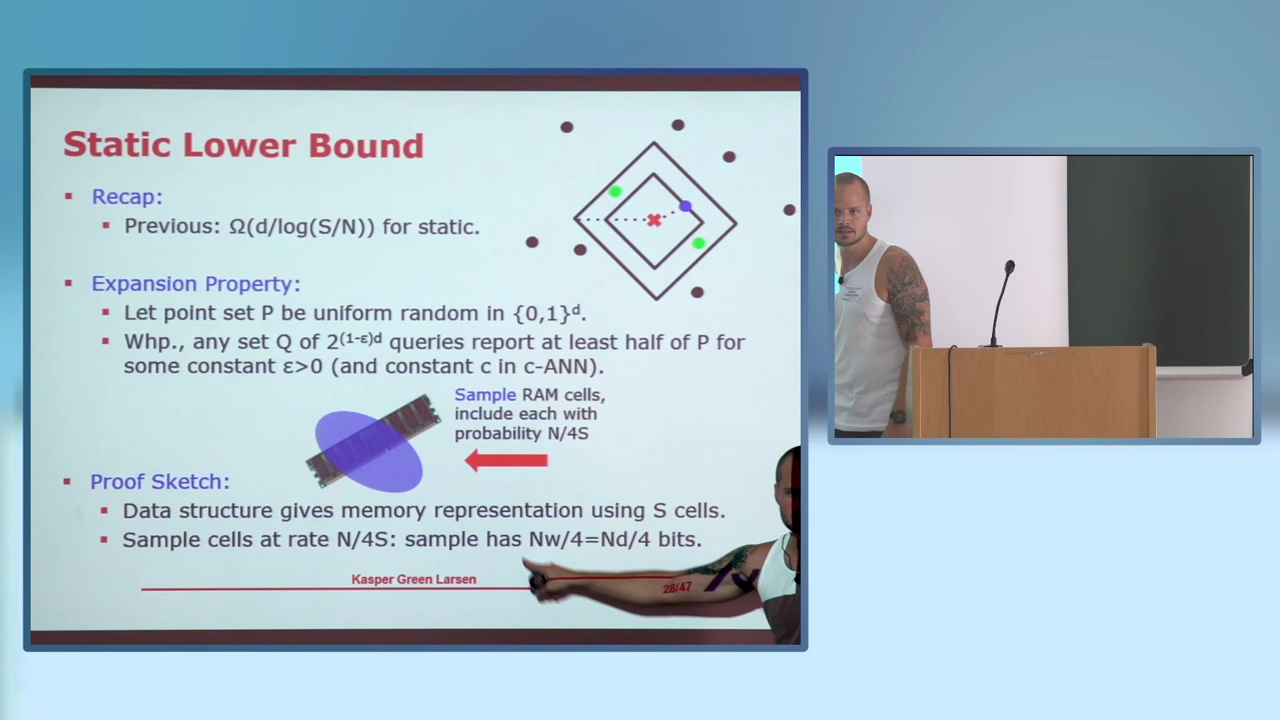 Static Lower Bound
Recap:
Previous: Ω(d/log(S/N)) for static.
Expansion Property:
Let point set P be uniform random in {0,1}ᵈ.
Whp., any set Q of 2⁽¹⁻ᵋ⁾ᵈ queries report at least half of P for
some constant ε>0 (and constant c in c-ANN).
Sample RAM cells,
include each with
probability N/4S
Proof Sketch:
Data structure gives memory representation using S cells.
Sample cells at rate N/4S: sample has Nw/4=Nd/4 bits.
Kasper Green Larsen
28/47